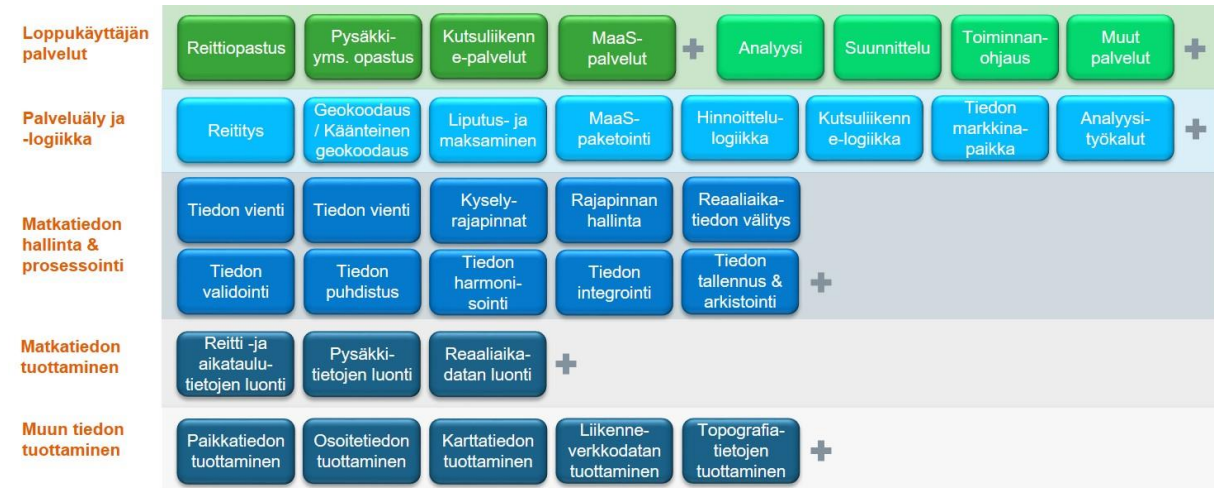 Loppukäyttäjän
palvelut
Reittiopastus
Pysäkki-
yms. opastus
Kutsuliikenn
e-palvelut
MaaS-
palvelut
Analyysi
Suunnittelu
Toiminnan-
ohjaus
Muut
palvelut
Palveluäly ja
-logiikka
Reititys
Geokoodaus
/ Käänteinen
geokoodaus
Liputus- ja
maksaminen
MaaS-
paketointi
Hinnoittelu-
logiikka
Kutsuliikenn
e-logiikka
Tiedon
markkina-
paikka
Analyysi-
työkalut
Matkatiedon
hallinta &
prosessointi
Tiedon vienti
Tiedon vienti
Kysely-
rajapinnat
Rajapinnan
hallinta
Reaaliaika-
tiedon välitys
Tiedon
validointi
Tiedon
puhdistus
Tiedon
harmoni-
sointi
Tiedon
integrointi
Tiedon
tallennus &
arkistointi
Matkatiedon
tuottaminen
Reitti -ja
aikataulu-
tietojen luonti
Pysäkki-
tietojen luonti
Reaaliaika-
datan luonti
Muun tiedon
tuottaminen
Paikkatiedon
tuottaminen
Osoitetiedon
tuottaminen
Karttatiedon
tuottaminen
Liikenne-
verkkodatan
tuottaminen
Topografia-
tietojen
tuottaminen